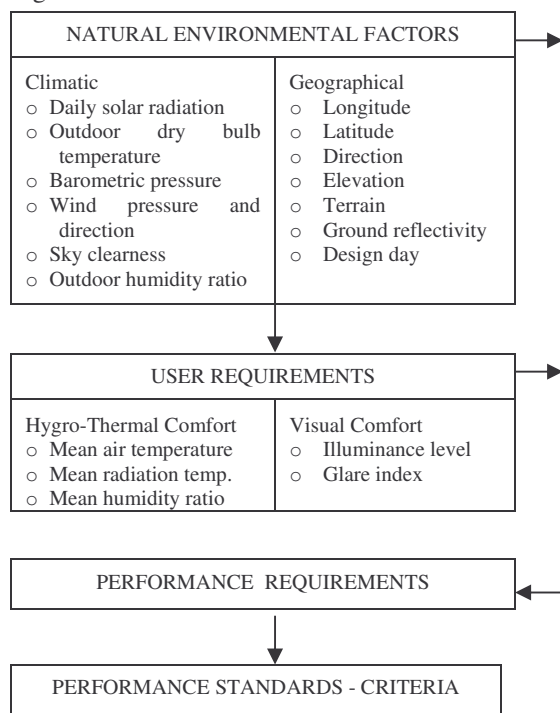 NATURAL ENVIRONMENTAL FACTORS
Climatic
o Daily solar radiation
o Outdoor dry bulb
temperature
o Barometric pressure
o Wind pressure and
direction
o Sky clearness
o Outdoor humidity ratio
Geographical
o Longitude
o Latitude
o Direction
o Elevation
o Terrain
o Ground reflectivity
o Design day
USER REQUIREMENTS
Hygro-Thermal Comfort
o Mean air temperature
o Mean radiation temp.
o Mean humidity ratio
Visual Comfort
o Illuminance level
o Glare index
PERFORMANCE REQUIREMENTS
PERFORMANCE STANDARDS - CRITERIA